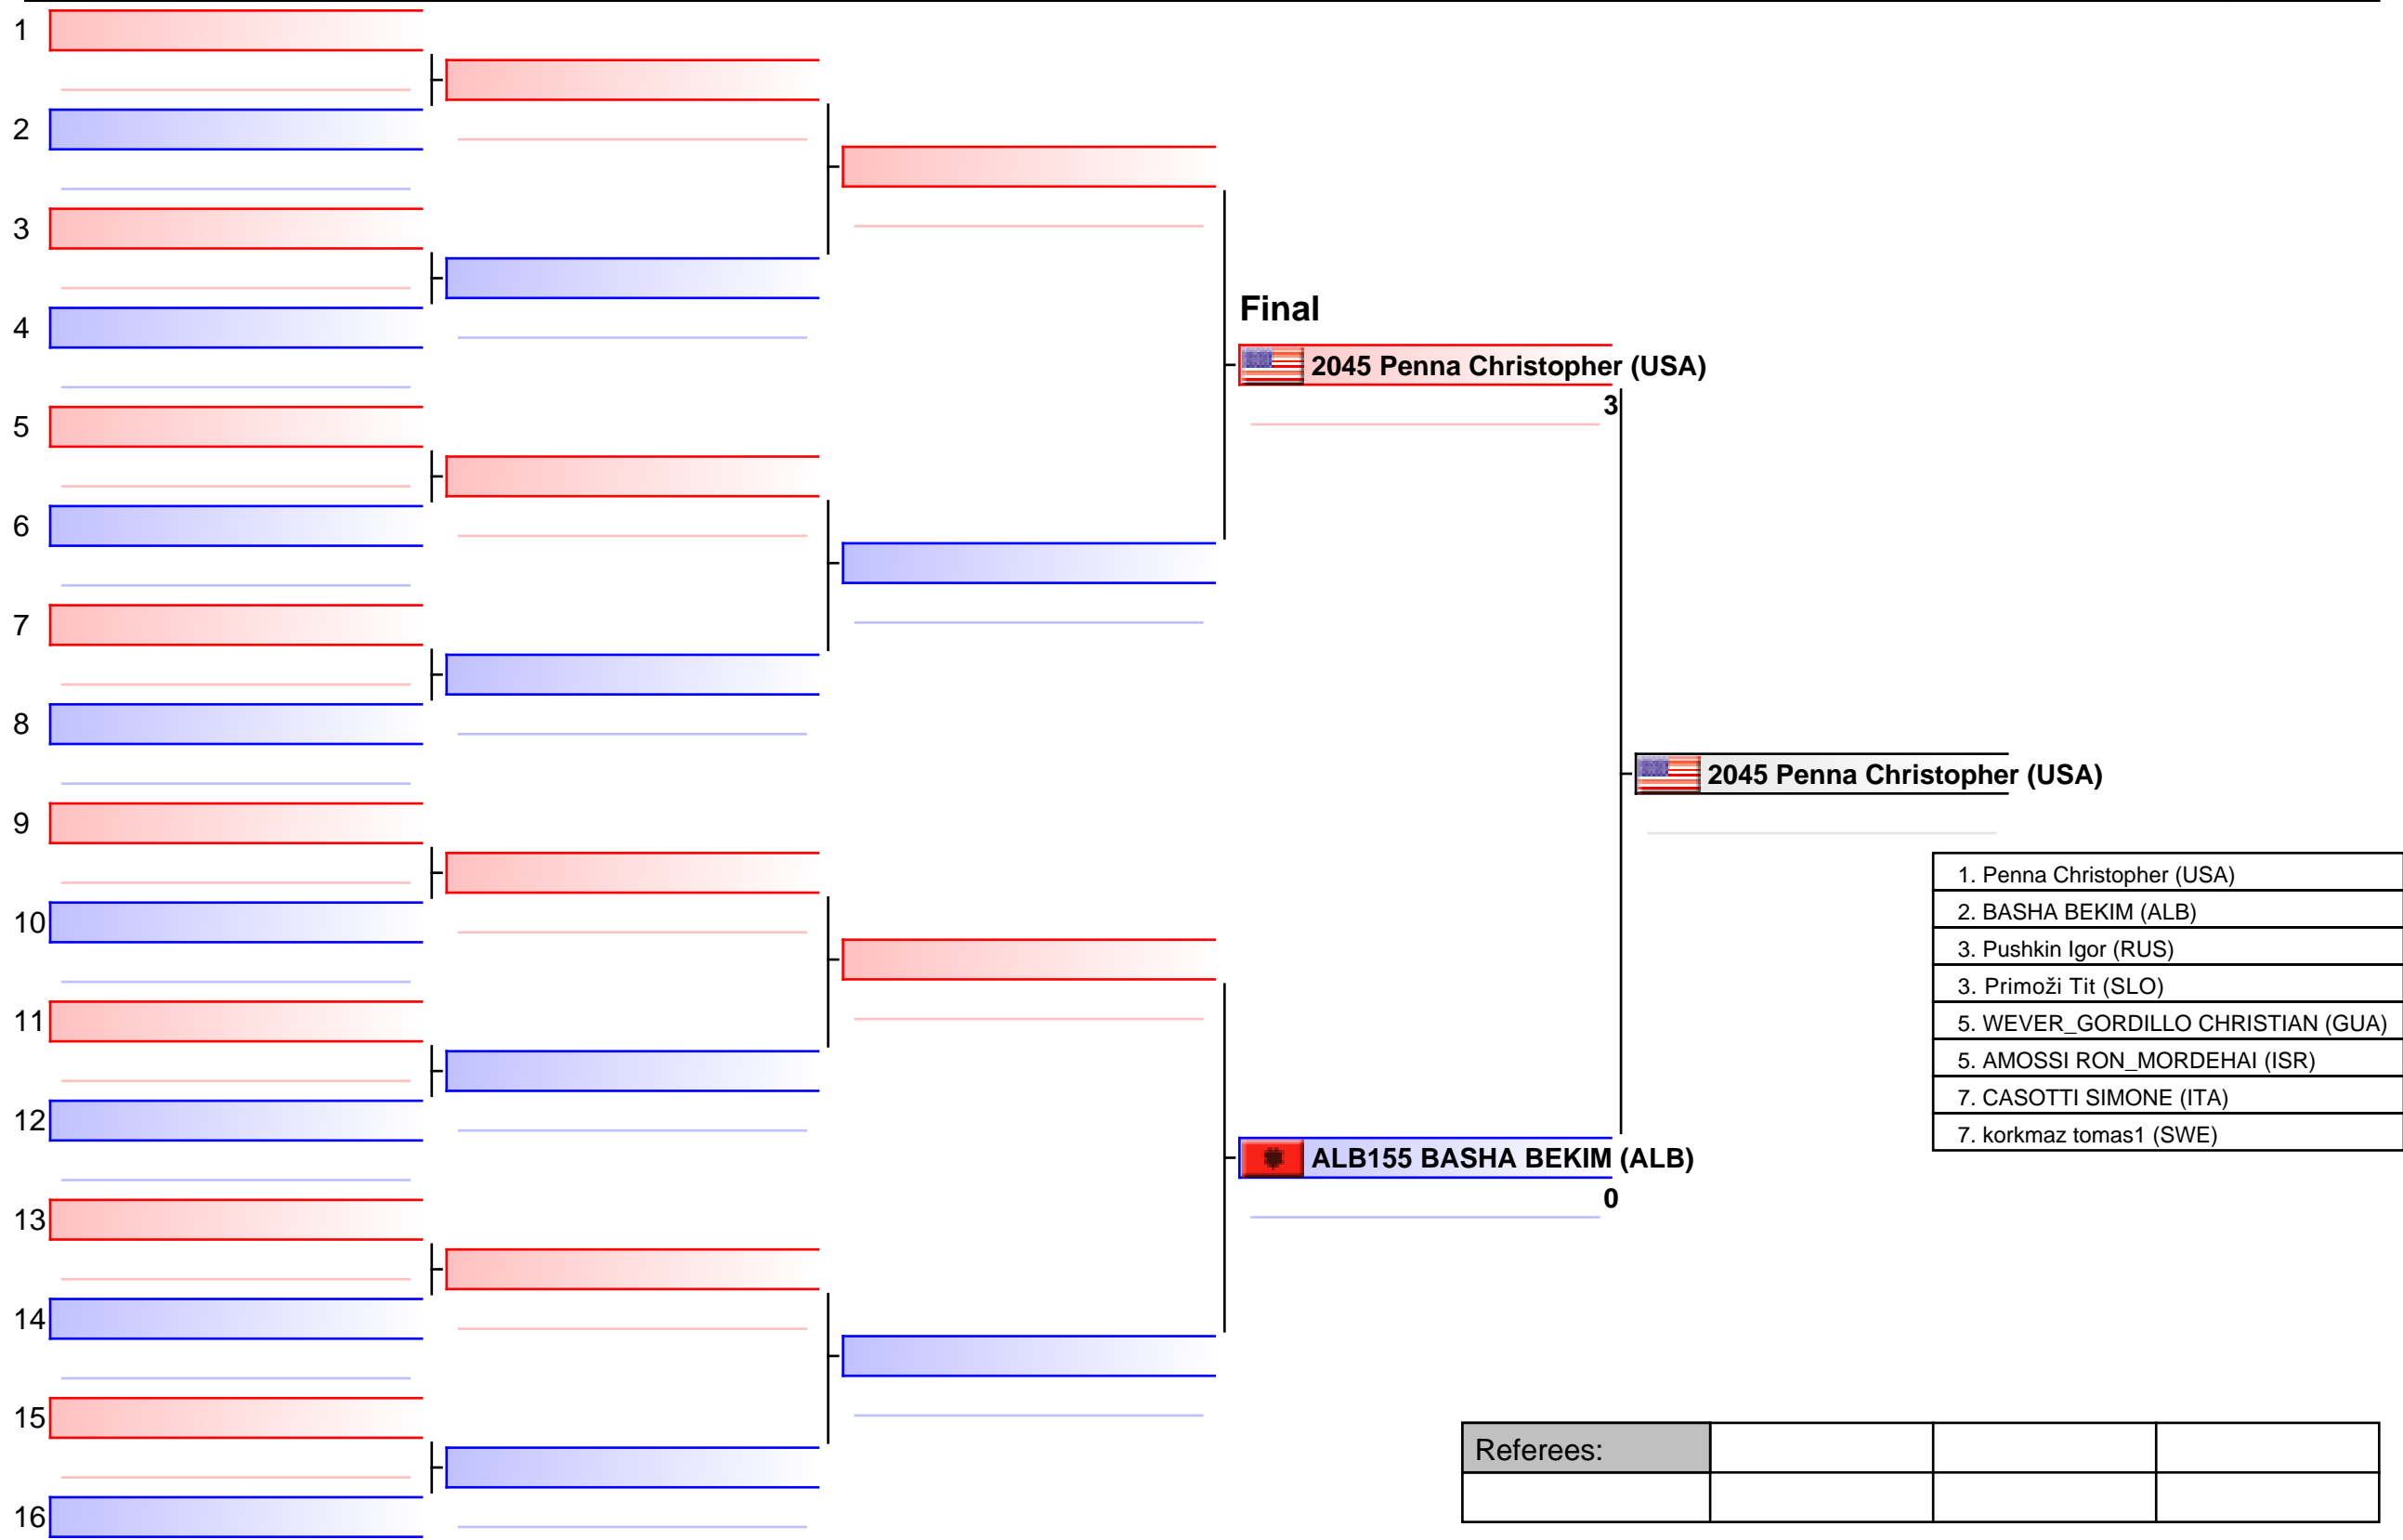 1
2
3
4
Final
2045 Penna Christopher (USA)
3
5
6
7
8
2045 Penna Christopher (USA)
9
1. Penna Christopher (USA)
2. BASHA BEKIM (ALB)
10
3. Pushkin Igor (RUS)
3. Primoži Tit (SLO)
11
5. WEVER_GORDILLO CHRISTIAN (GUA)
5. AMOSSI RON_MORDEHAI (ISR)
7. CASOTTI SIMONE (ITA)
12
7. korkmaz tomas1 (SWE)
ALB155 BASHA BEKIM (ALB)
0
13
14
15
Referees:
16